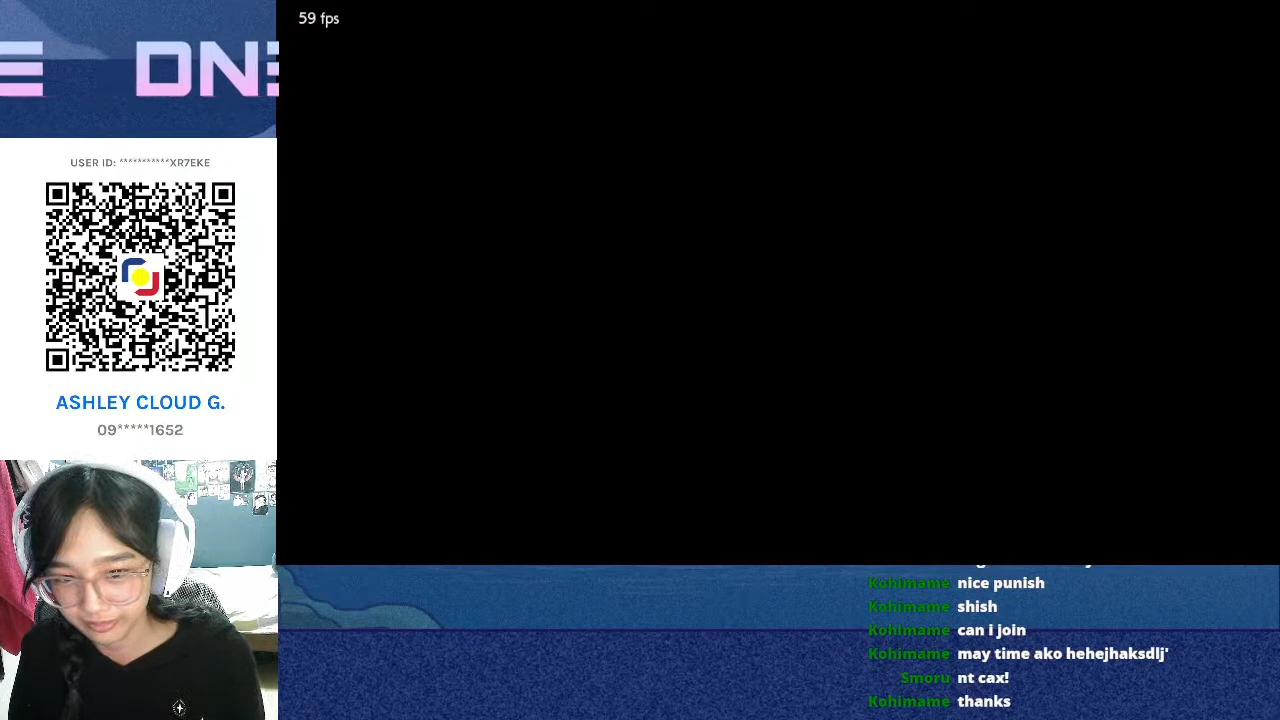 59 fps
USER ID: ***********XR7EKE
ASHLEY CLOUD G.
09*****1652
Kohimame nice punish
Kohimame shish
Kohimame can i join
Kohimame may time ako hehejhaksdlj'
Smoru nt cax!
Kohimame thanks